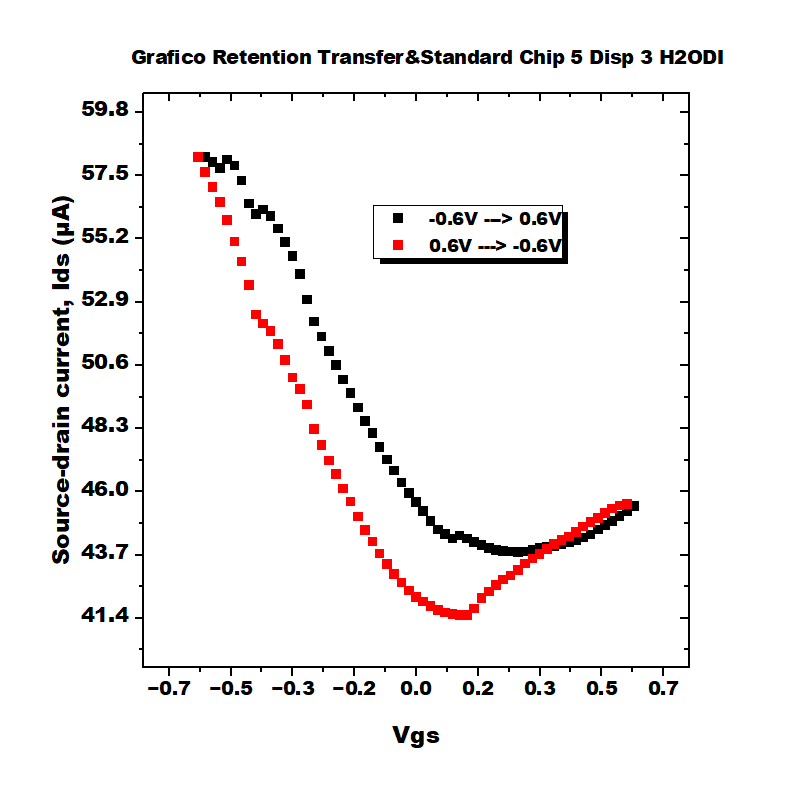 Grafico Retention Transfer&Standard Chip 5 Disp 3 H2ODI
59.8
57.5
55.2
52.9
50.6
48.3
46.0
43.7
41.4
Source-drain current, Ids (µA)
-0.6V ---> 0.6V
0.6V ---> -0.6V
−0.7 −0.5 −0.3 −0.2 0.0 0.2 0.3 0.5 0.7
Vgs